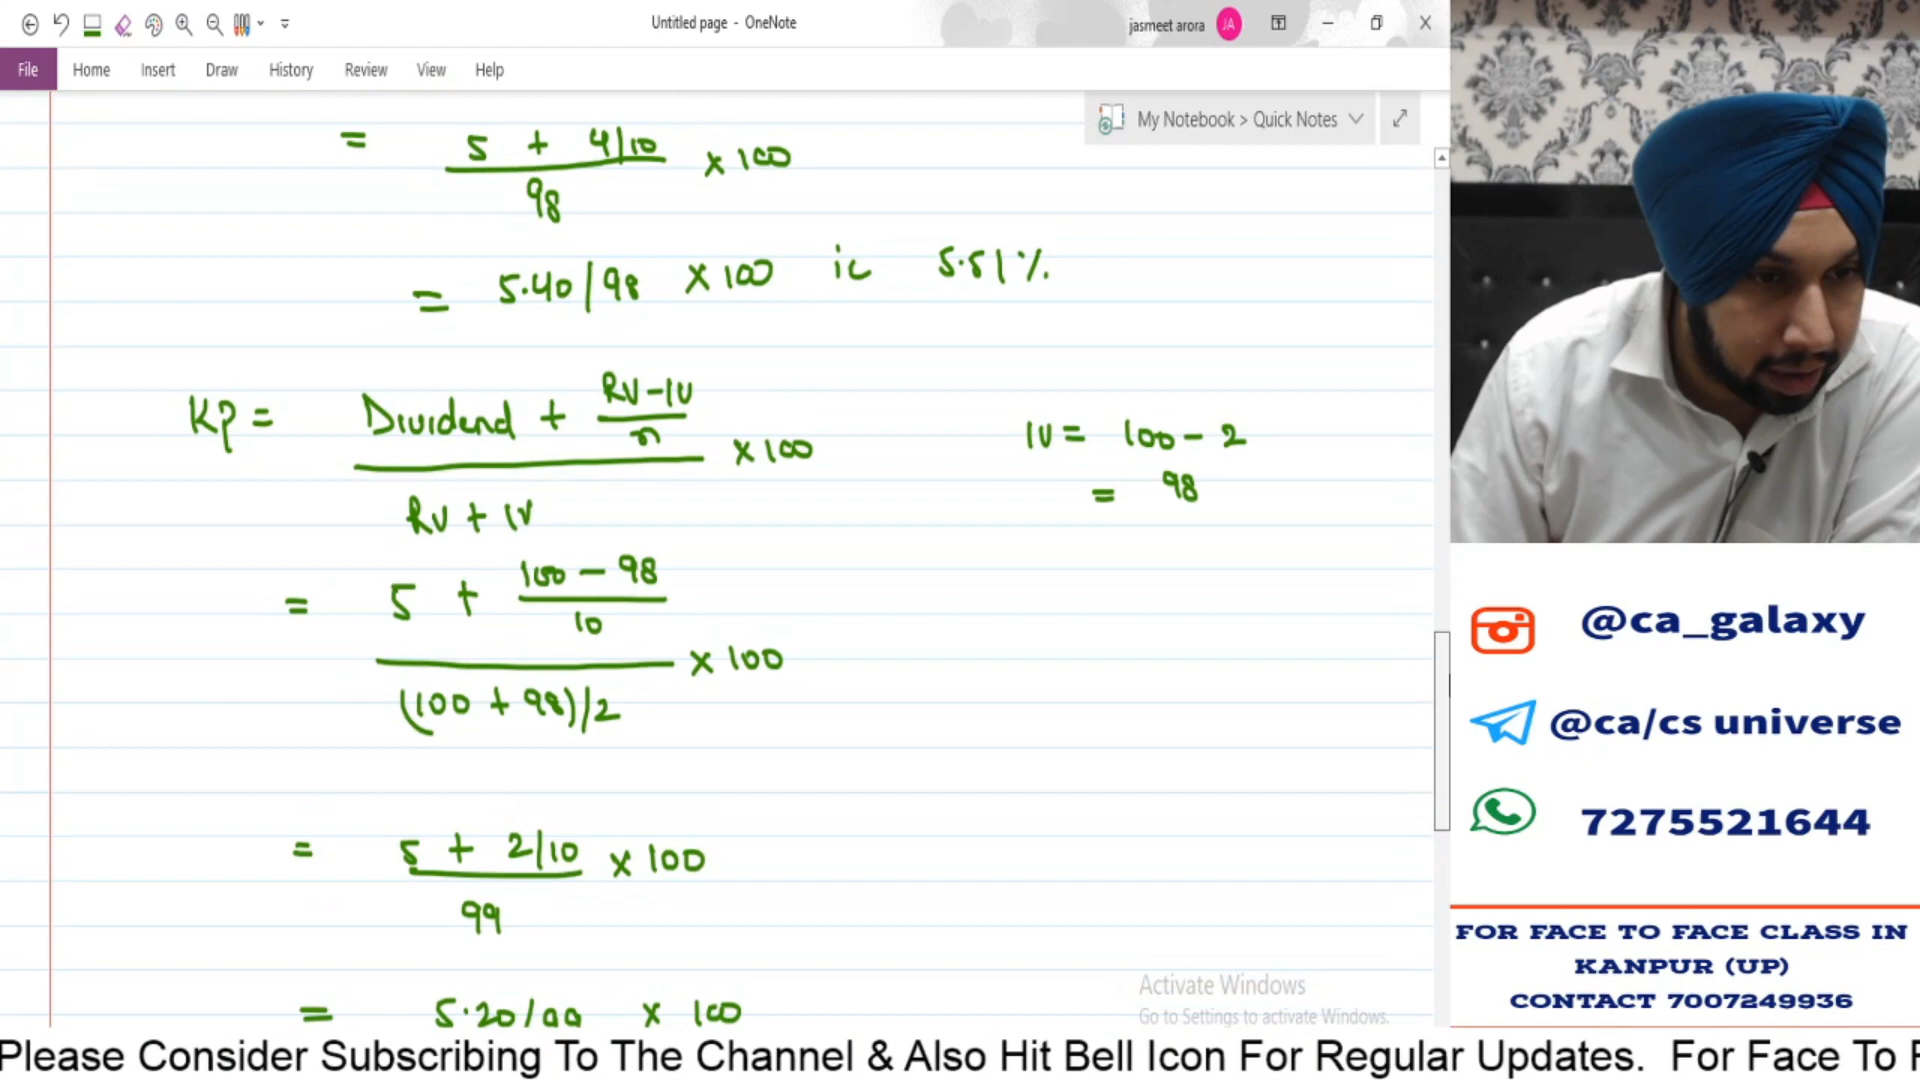 Untitled page - OneNote
jasmeet arora
JA
File Home Insert Draw History Review View Help
My Notebook > Quick Notes
= 5 + 4/10 × 100
98
= 5.40/98 × 100 ie 5.51%
Kp = Dividend + RV-IV
n
× 100
RV + IV
IV = 100 - 2
= 98
= 5 + 100 - 98
10
× 100
(100 + 98)/2
= 5 + 2/10 × 100
99
= 5.20/99 × 100
Activate Windows
Go to Settings to activate Windows.
@ca_galaxy
@ca/cs universe
7275521644
FOR FACE TO FACE CLASS IN
KANPUR (UP)
CONTACT 7007249936
Please Consider Subscribing To The Channel & Also Hit Bell Icon For Regular Updates. For Face To F